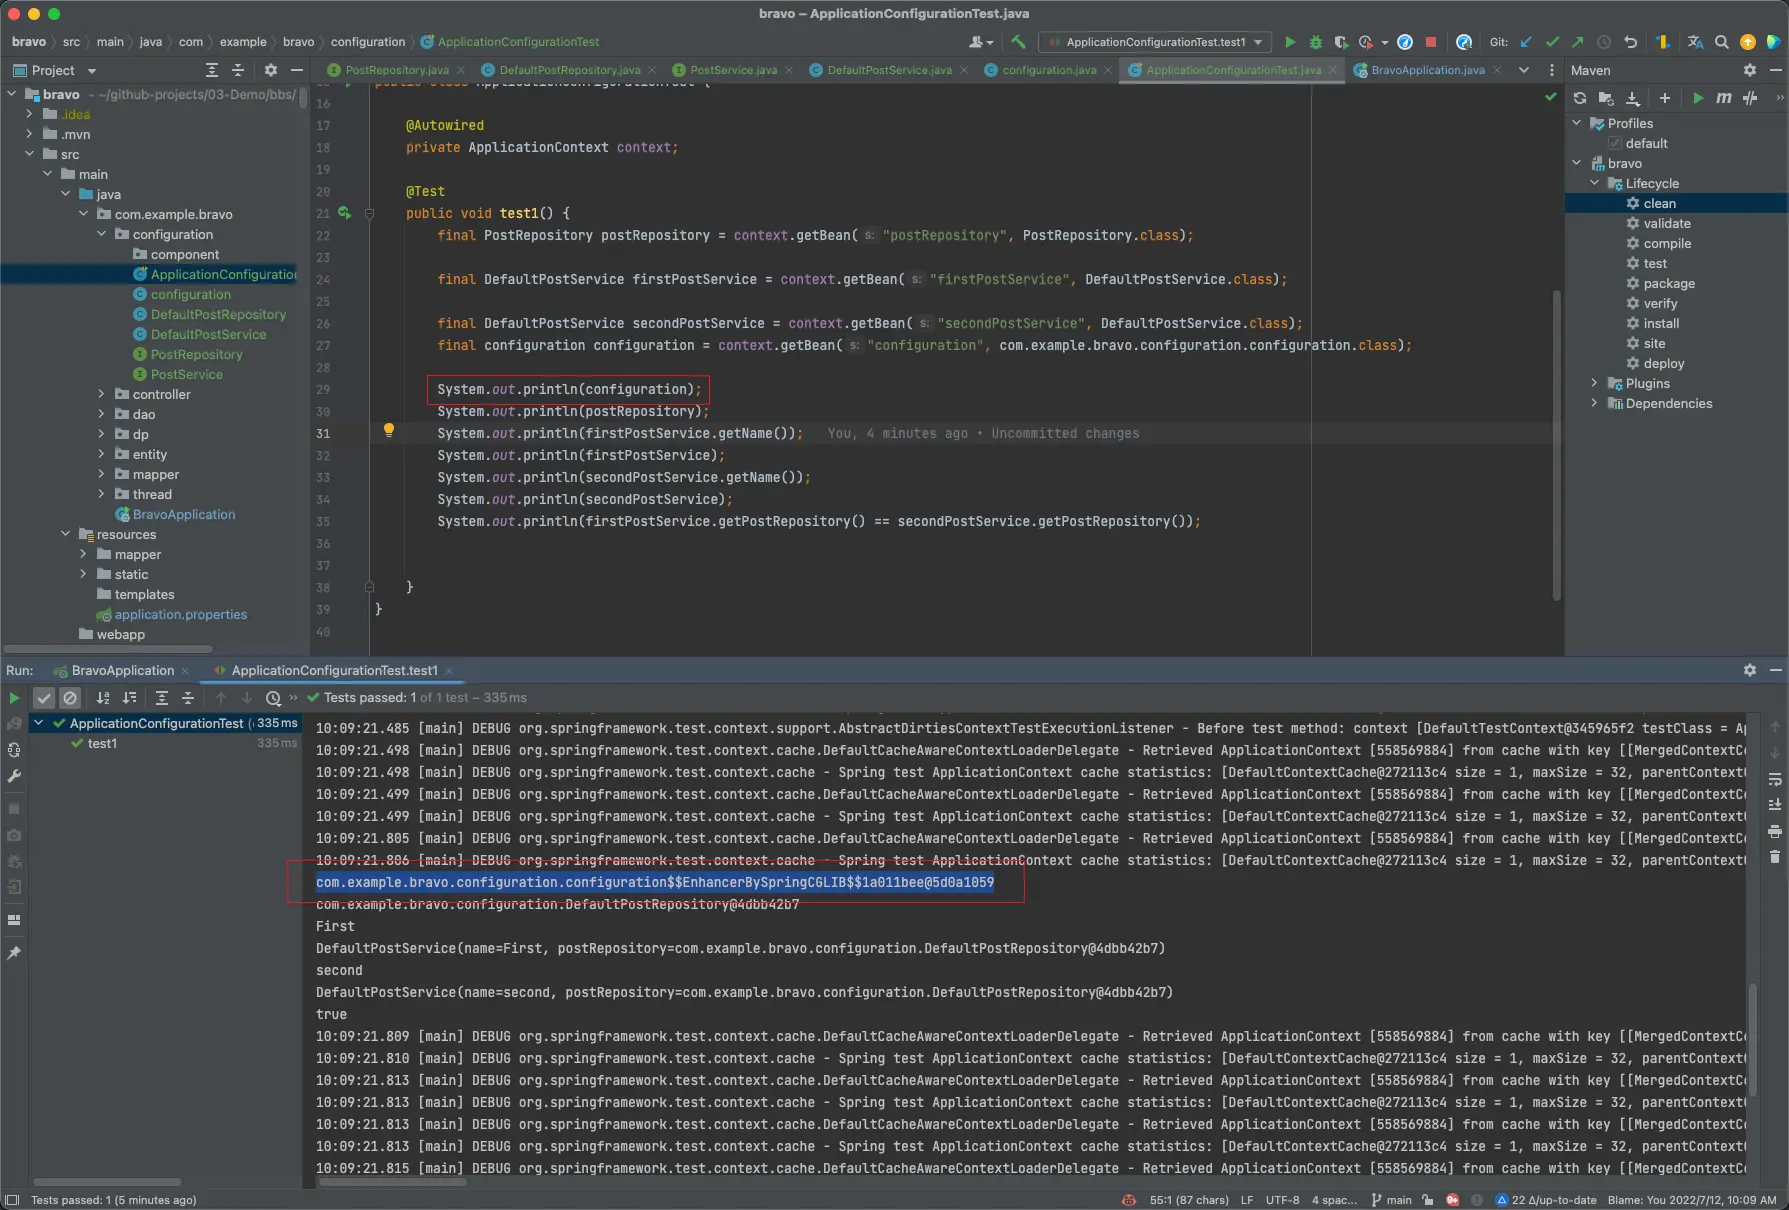 bravo – ApplicationConfigurationTest.java
bravo src main java com example bravo configuration ApplicationConfigurationTest
ApplicationConfigurationTest.test1
Git:
Project
PostRepository.java
DefaultPostRepository.java
PostService.java
DefaultPostService.java
configuration.java
ApplicationConfigurationTest.java
BravoApplication.java
Maven
bravo ~/github-projects/03-Demo/bbs/
.idea
.mvn
src
main
java
com.example.bravo
configuration
component
ApplicationConfiguratio
configuration
DefaultPostRepository
DefaultPostService
PostRepository
PostService
controller
dao
dp
entity
mapper
thread
BravoApplication
resources
mapper
static
templates
application.properties
webapp
16
17 @Autowired
18 private ApplicationContext context;
19
20 @Test
21 public void test1() {
22 final PostRepository postRepository = context.getBean( s: "postRepository", PostRepository.class);
23
24 final DefaultPostService firstPostService = context.getBean( s: "firstPostService", DefaultPostService.class);
25
26 final DefaultPostService secondPostService = context.getBean( s: "secondPostService", DefaultPostService.class);
27 final configuration configuration = context.getBean( s: "configuration", com.example.bravo.configuration.configuration.class);
28
29 System.out.println(configuration);
30 System.out.println(postRepository);
31 System.out.println(firstPostService.getName()); You, 4 minutes ago • Uncommitted changes
32 System.out.println(firstPostService);
33 System.out.println(secondPostService.getName());
34 System.out.println(secondPostService);
35 System.out.println(firstPostService.getPostRepository() == secondPostService.getPostRepository());
36
37
38 }
39 }
40
Profiles
default
bravo
Lifecycle
clean
validate
compile
test
package
verify
install
site
deploy
Plugins
Dependencies
Run: BravoApplication ApplicationConfigurationTest.test1
Tests passed: 1 of 1 test – 335 ms
ApplicationConfigurationTest ( 335 ms
test1 335 ms
10:09:21.485 [main] DEBUG org.springframework.test.context.support.AbstractDirtiesContextTestExecutionListener - Before test method: context [DefaultTestContext@345965f2 testClass = Ap
10:09:21.498 [main] DEBUG org.springframework.test.context.cache.DefaultCacheAwareContextLoaderDelegate - Retrieved ApplicationContext [558569884] from cache with key [[MergedContextCo
10:09:21.498 [main] DEBUG org.springframework.test.context.cache - Spring test ApplicationContext cache statistics: [DefaultContextCache@272113c4 size = 1, maxSize = 32, parentContext
10:09:21.499 [main] DEBUG org.springframework.test.context.cache.DefaultCacheAwareContextLoaderDelegate - Retrieved ApplicationContext [558569884] from cache with key [[MergedContextCo
10:09:21.499 [main] DEBUG org.springframework.test.context.cache - Spring test ApplicationContext cache statistics: [DefaultContextCache@272113c4 size = 1, maxSize = 32, parentContext
10:09:21.805 [main] DEBUG org.springframework.test.context.cache.DefaultCacheAwareContextLoaderDelegate - Retrieved ApplicationContext [558569884] from cache with key [[MergedContextCo
10:09:21.806 [main] DEBUG org.springframework.test.context.cache - Spring test ApplicationContext cache statistics: [DefaultContextCache@272113c4 size = 1, maxSize = 32, parentContext
com.example.bravo.configuration.configuration$$EnhancerBySpringCGLIB$$1a011bee@5d0a1059
com.example.bravo.configuration.DefaultPostRepository@4dbb42b7
First
DefaultPostService(name=First, postRepository=com.example.bravo.configuration.DefaultPostRepository@4dbb42b7)
second
DefaultPostService(name=second, postRepository=com.example.bravo.configuration.DefaultPostRepository@4dbb42b7)
true
10:09:21.809 [main] DEBUG org.springframework.test.context.cache.DefaultCacheAwareContextLoaderDelegate - Retrieved ApplicationContext [558569884] from cache with key [[MergedContextCo
10:09:21.810 [main] DEBUG org.springframework.test.context.cache - Spring test ApplicationContext cache statistics: [DefaultContextCache@272113c4 size = 1, maxSize = 32, parentContext
10:09:21.813 [main] DEBUG org.springframework.test.context.cache.DefaultCacheAwareContextLoaderDelegate - Retrieved ApplicationContext [558569884] from cache with key [[MergedContextCo
10:09:21.813 [main] DEBUG org.springframework.test.context.cache - Spring test ApplicationContext cache statistics: [DefaultContextCache@272113c4 size = 1, maxSize = 32, parentContext
10:09:21.813 [main] DEBUG org.springframework.test.context.cache.DefaultCacheAwareContextLoaderDelegate - Retrieved ApplicationContext [558569884] from cache with key [[MergedContextCo
10:09:21.813 [main] DEBUG org.springframework.test.context.cache - Spring test ApplicationContext cache statistics: [DefaultContextCache@272113c4 size = 1, maxSize = 32, parentContext
10:09:21.815 [main] DEBUG org.springframework.test.context.cache.DefaultCacheAwareContextLoaderDelegate - Retrieved ApplicationContext [558569884] from cache with key [[MergedContextCo
Tests passed: 1 (5 minutes ago)
55:1 (87 chars) LF UTF-8 4 spac... main 22 Δ/up-to-date Blame: You 2022/7/12, 10:09 AM